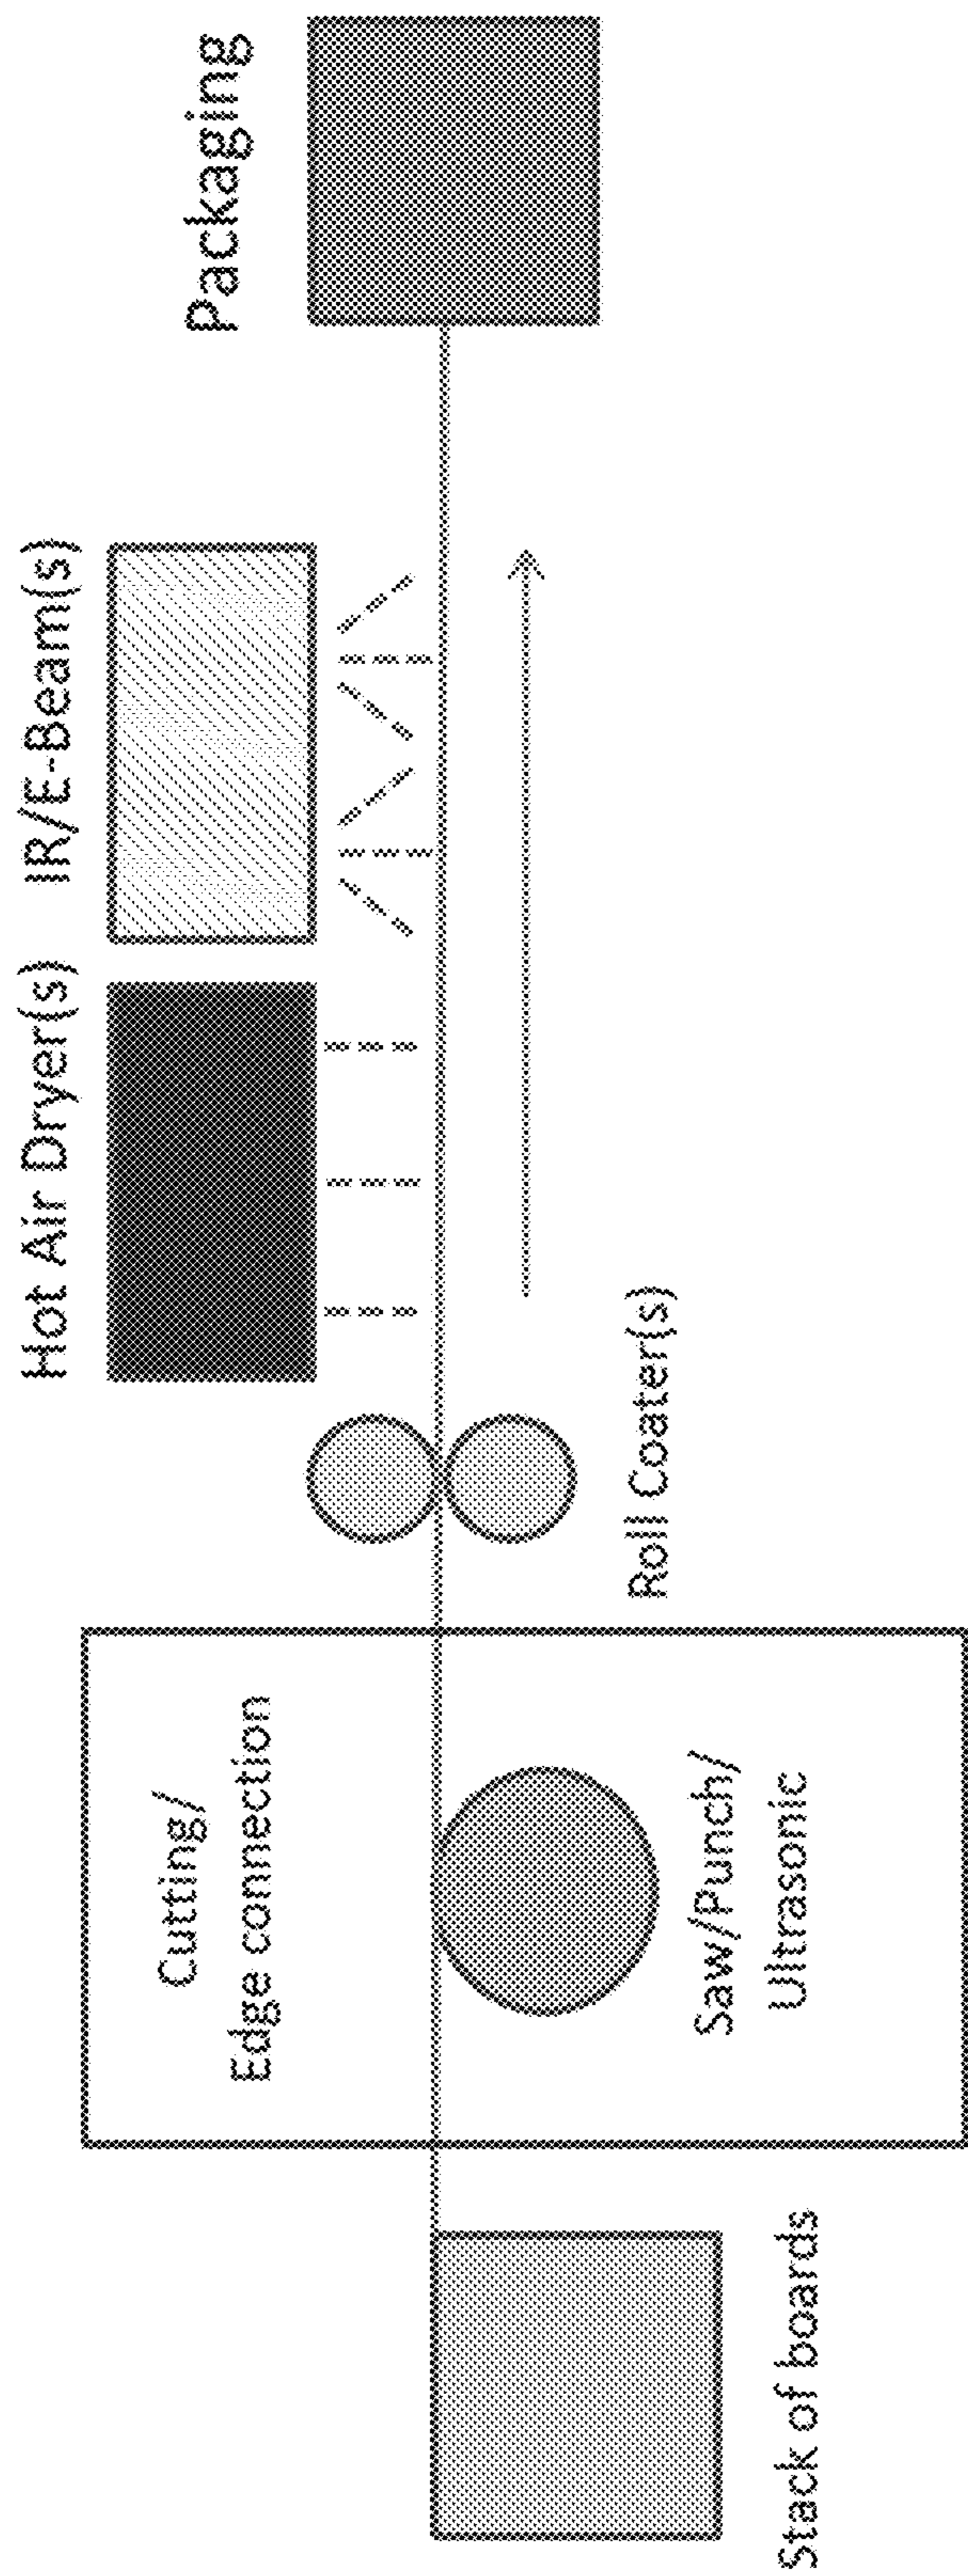 Stack of boards
Cutting/
Edge connection
Saw/Punch/
Ultrasonic
Roll Coater(s)
Hot Air Dryer(s)
IR/E-Beam(s)
Packaging